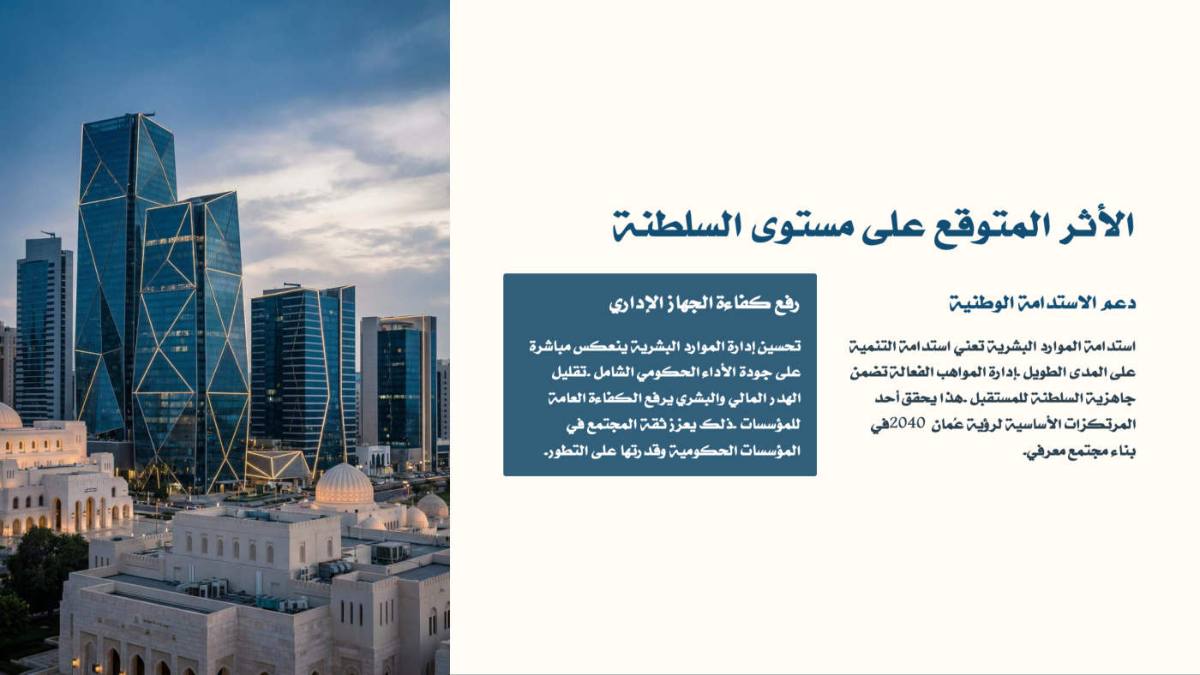 الأثر المتوقع على مستوى السلطنة
دعم الاستدامة الوطنية
استدامة الموارد البشرية تعني استدامة التنمية
على المدى الطويل .إدارة المواهب الفعالة تضمن
جاهزية السلطنة للمستقبل .هذا يحقق أحد
المرتكزات الأساسية لرؤية عُمان 2040في
بناء مجتمع معرفي.
رفع كفاءة الجهاز الإداري
تحسين إدارة الموارد البشرية ينعكس مباشرة
على جودة الأداء الحكومي الشامل .تقليل
الهدر المالي والبشري يرفع الكفاءة العامة
للمؤسسات .ذلك يعزز ثقة المجتمع في
المؤسسات الحكومية وقدرتها على التطور.